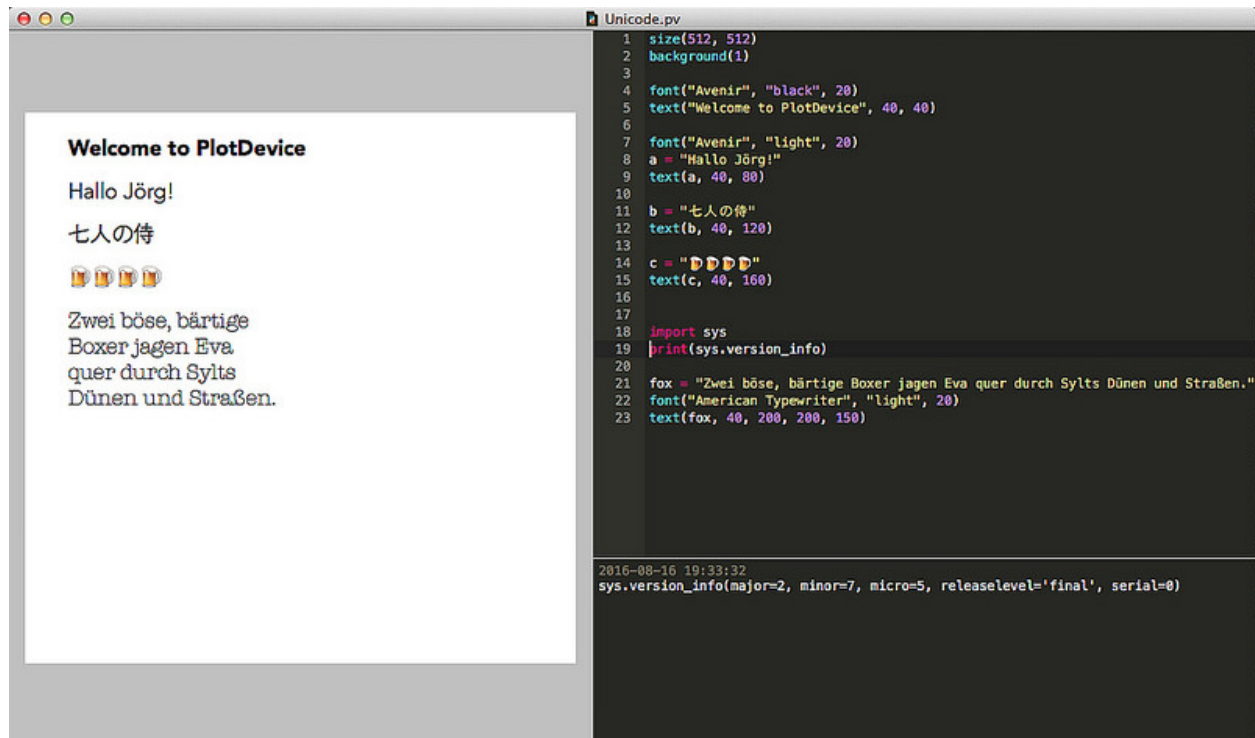 Unicode.pv
Welcome to PlotDevice
Hallo Jörg!
七人の侍
🍺🍺🍺🍺
Zwei böse, bärtige
Boxer jagen Eva
quer durch Sylts
Dünen und Straßen.
1 size(512, 512)
2 background(1)
3
4 font("Avenir", "black", 20)
5 text("Welcome to PlotDevice", 40, 40)
6
7 font("Avenir", "light", 20)
8 a = "Hallo Jörg!"
9 text(a, 40, 80)
10
11 b = "七人の侍"
12 text(b, 40, 120)
13
14 c = "🍺🍺🍺🍺"
15 text(c, 40, 160)
16
17
18 import sys
19 print(sys.version_info)
20
21 fox = "Zwei böse, bärtige Boxer jagen Eva quer durch Sylts Dünen und Straßen."
22 font("American Typewriter", "light", 20)
23 text(fox, 40, 200, 200, 150)
2016-08-16 19:33:32
sys.version_info(major=2, minor=7, micro=5, releaselevel='final', serial=0)